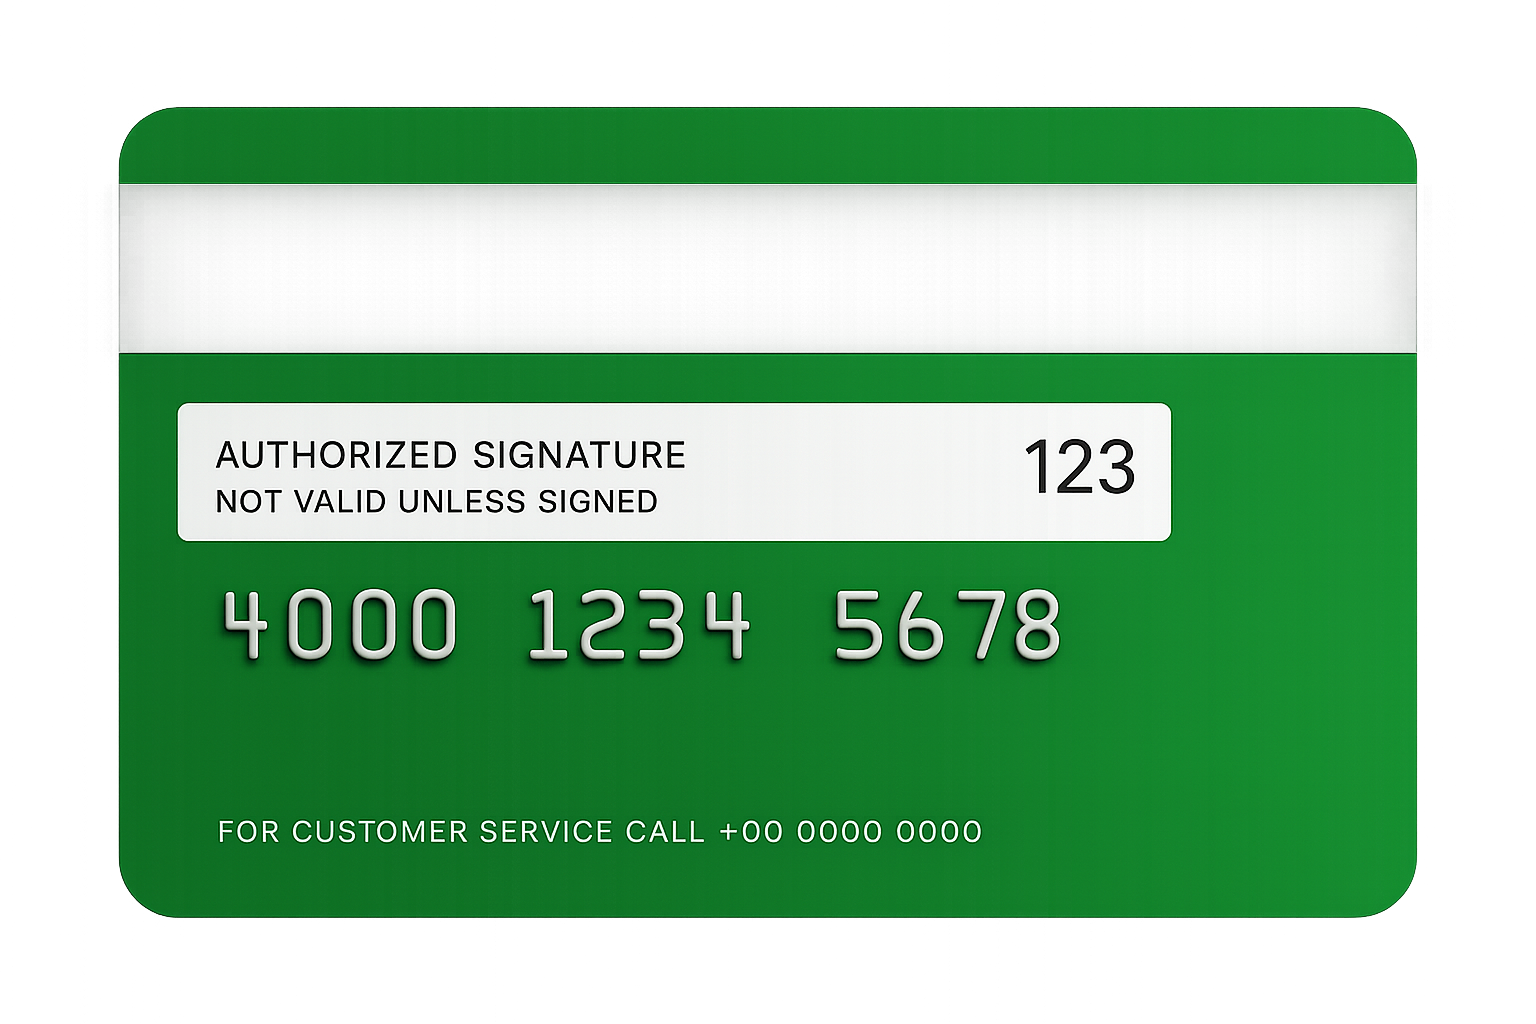 AUTHORIZED SIGNATURE
NOT VALID UNLESS SIGNED
123
4000 1234 5678
FOR CUSTOMER SERVICE CALL +00 0000 0000